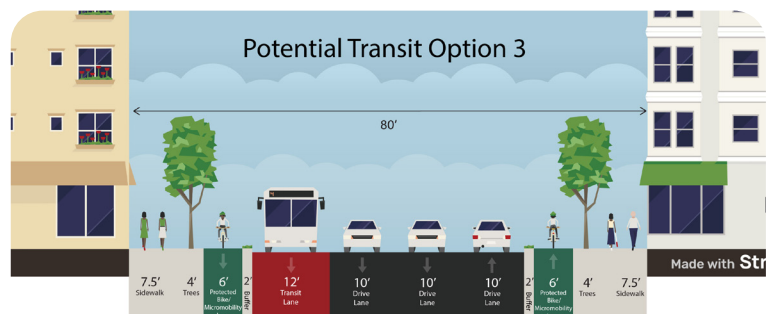 Potential Transit Option 3
80'
Made with Str
7.5'
Sidewalk
4'
Trees
6'
Protected
Bike/
Micromobility
2'
Buffer
12'
Transit
Lane
10'
Drive
Lane
10'
Drive
Lane
10'
Drive
Lane
2'
Buffer
6'
Protected
Bike/
Micromobility
4'
Trees
7.5'
Sidewalk